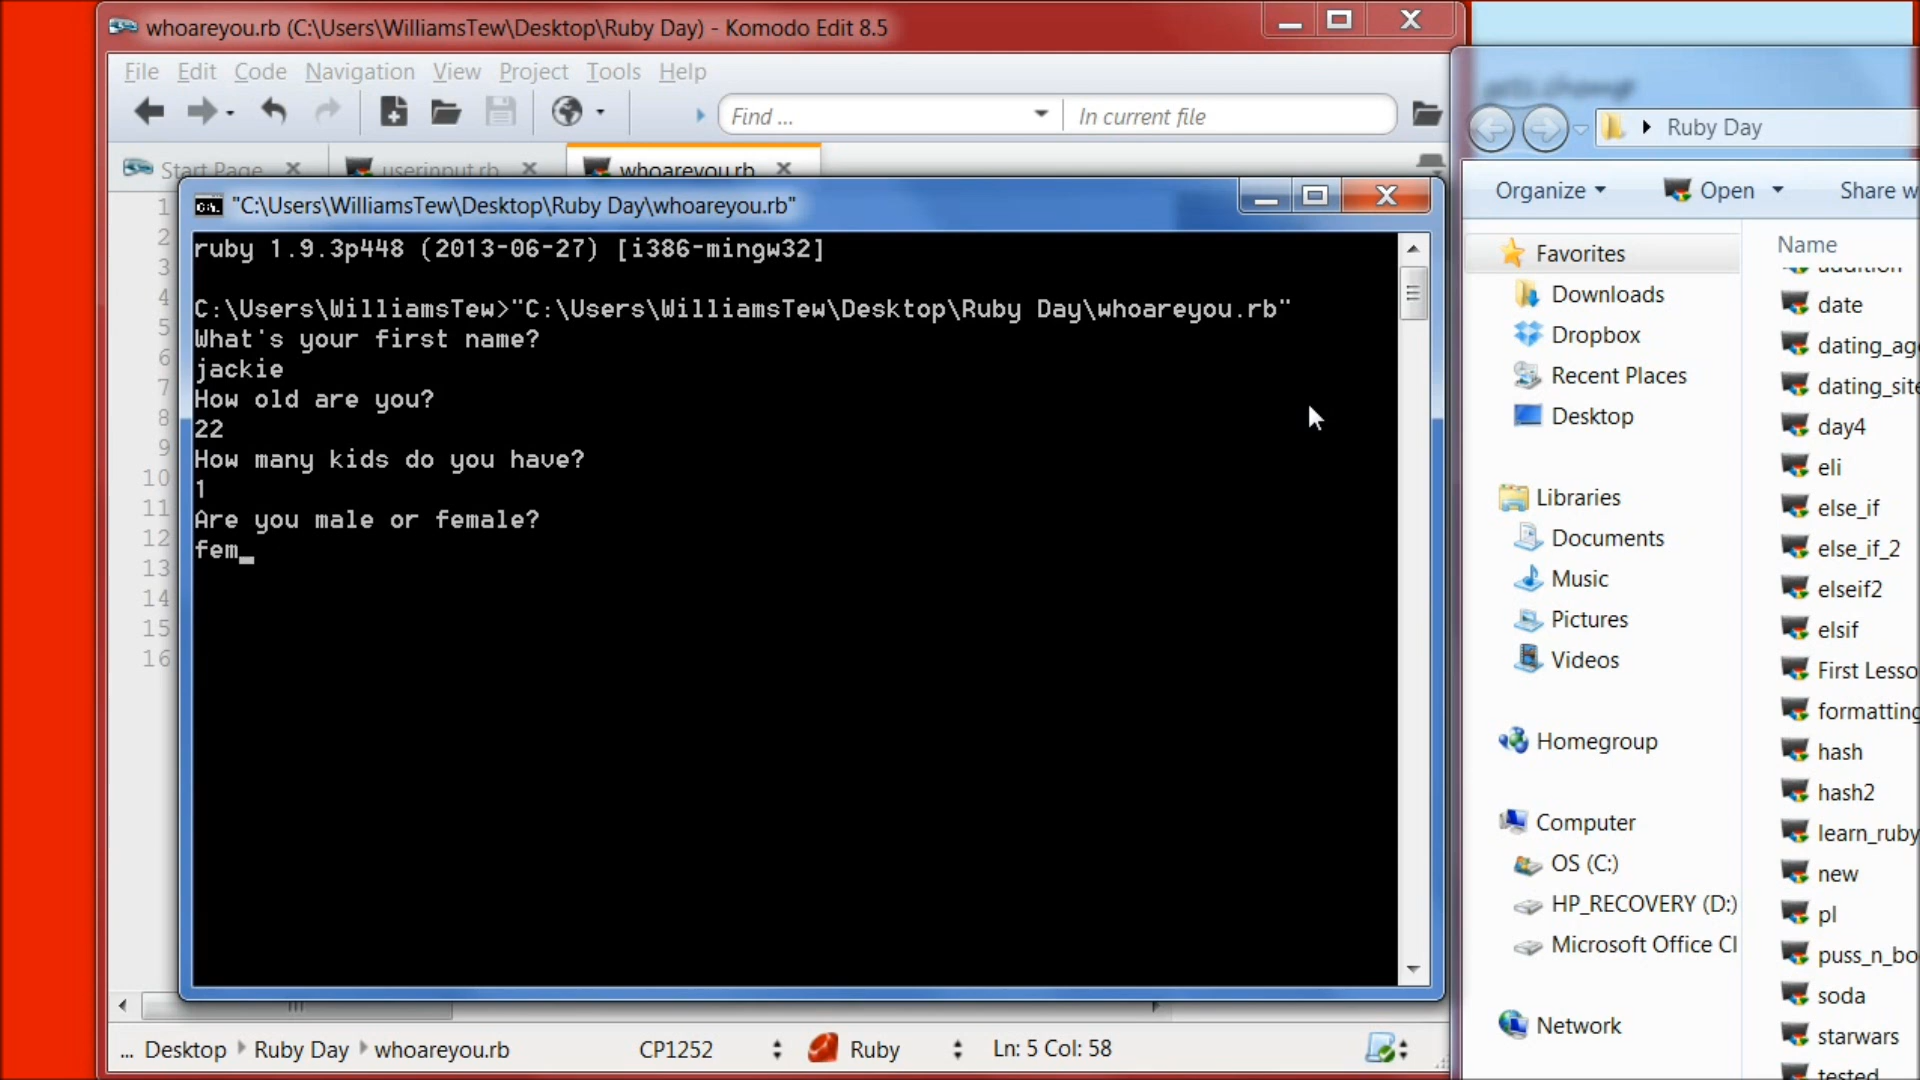 whoareyou.rb (C:\Users\WilliamsTew\Desktop\Ruby Day) - Komodo Edit 8.5
File Edit Code Navigation View Project Tools Help
Find ...
In current file
Start Page
userinput.rb
whoareyou.rb
1
2
3
4
5
6
7
8
9
10
11
12
13
14
15
16
"C:\Users\WilliamsTew\Desktop\Ruby Day\whoareyou.rb"
ruby 1.9.3p448 (2013-06-27) [i386-mingw32]
C:\Users\WilliamsTew>"C:\Users\WilliamsTew\Desktop\Ruby Day\whoareyou.rb"
What's your first name?
jackie
How old are you?
22
How many kids do you have?
1
Are you male or female?
fem_
... Desktop Ruby Day whoareyou.rb
CP1252
Ruby
Ln: 5 Col: 58
Ruby Day
Organize
Open
Share w
Favorites
Downloads
Dropbox
Recent Places
Desktop
Libraries
Documents
Music
Pictures
Videos
Homegroup
Computer
OS (C:)
HP_RECOVERY (D:)
Microsoft Office Cl
Network
Name
addition
date
dating_age
dating_site
day4
eli
else_if
else_if_2
elseif2
elsif
First Lesso
formatting
hash
hash2
learn_ruby
new
pl
puss_n_bo
soda
starwars
tested